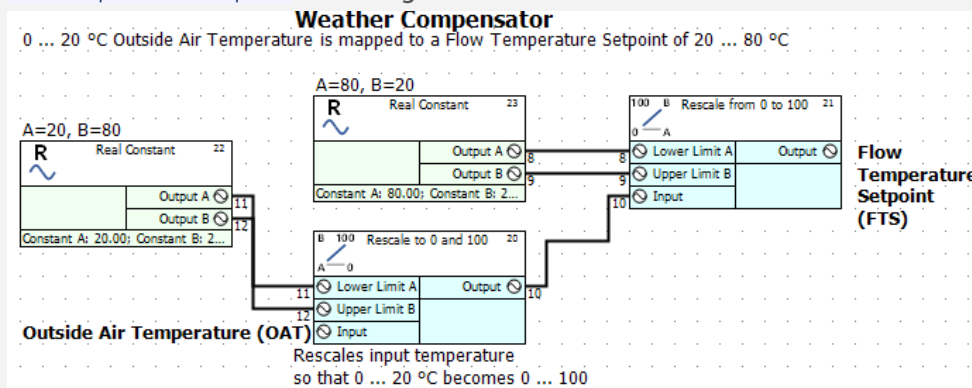 Weather Compensator
0 ... 20 ºC Outside Air Temperature is mapped to a Flow Temperature Setpoint of 20 ... 80 ºC
A=80, B=20
R Real Constant 23
Output A 8
Output B 9
Constant A: 80.00; Constant B: 2...
100 B Rescale from 0 to 100 21
0 A
8 Lower Limit A Output
9 Upper Limit B
10 Input
Flow
Temperature
Setpoint
(FTS)
A=20, B=80
R Real Constant 22
Output A 11
Output B 12
Constant A: 20.00; Constant B: 2...
B 100 Rescale to 0 and 100 20
A 0
11 Lower Limit A Output 10
12 Upper Limit B
Outside Air Temperature (OAT) Input
Rescales input temperature
so that 0 ... 20 ºC becomes 0 ... 100